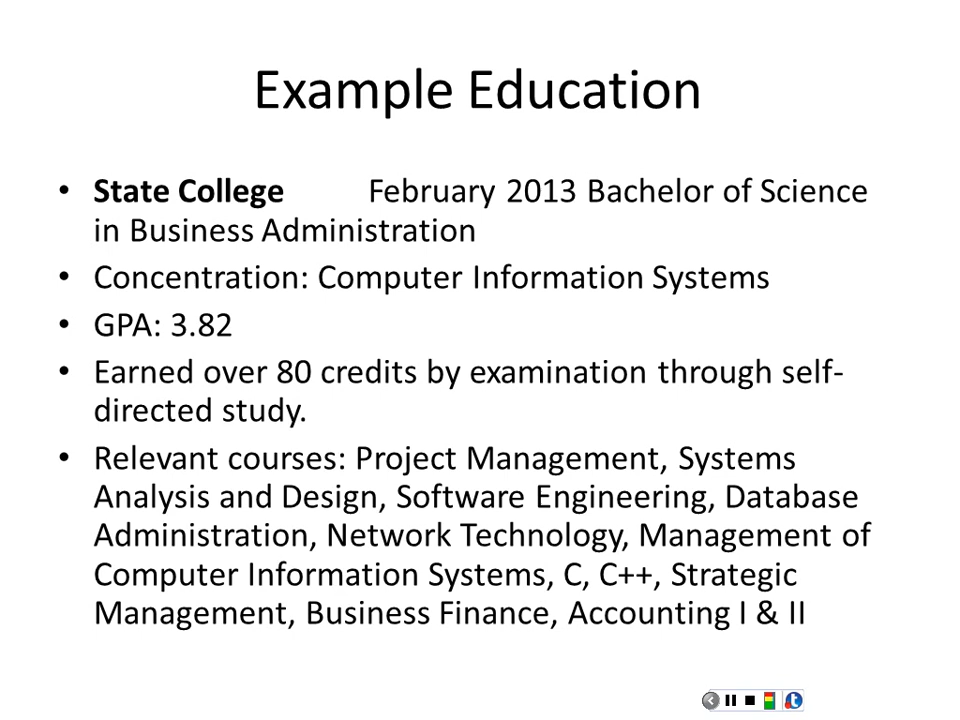 Example Education
• State College February 2013 Bachelor of Science
in Business Administration
• Concentration: Computer Information Systems
• GPA: 3.82
• Earned over 80 credits by examination through self-
directed study.
• Relevant courses: Project Management, Systems
Analysis and Design, Software Engineering, Database
Administration, Network Technology, Management of
Computer Information Systems, C, C++, Strategic
Management, Business Finance, Accounting I & II
t